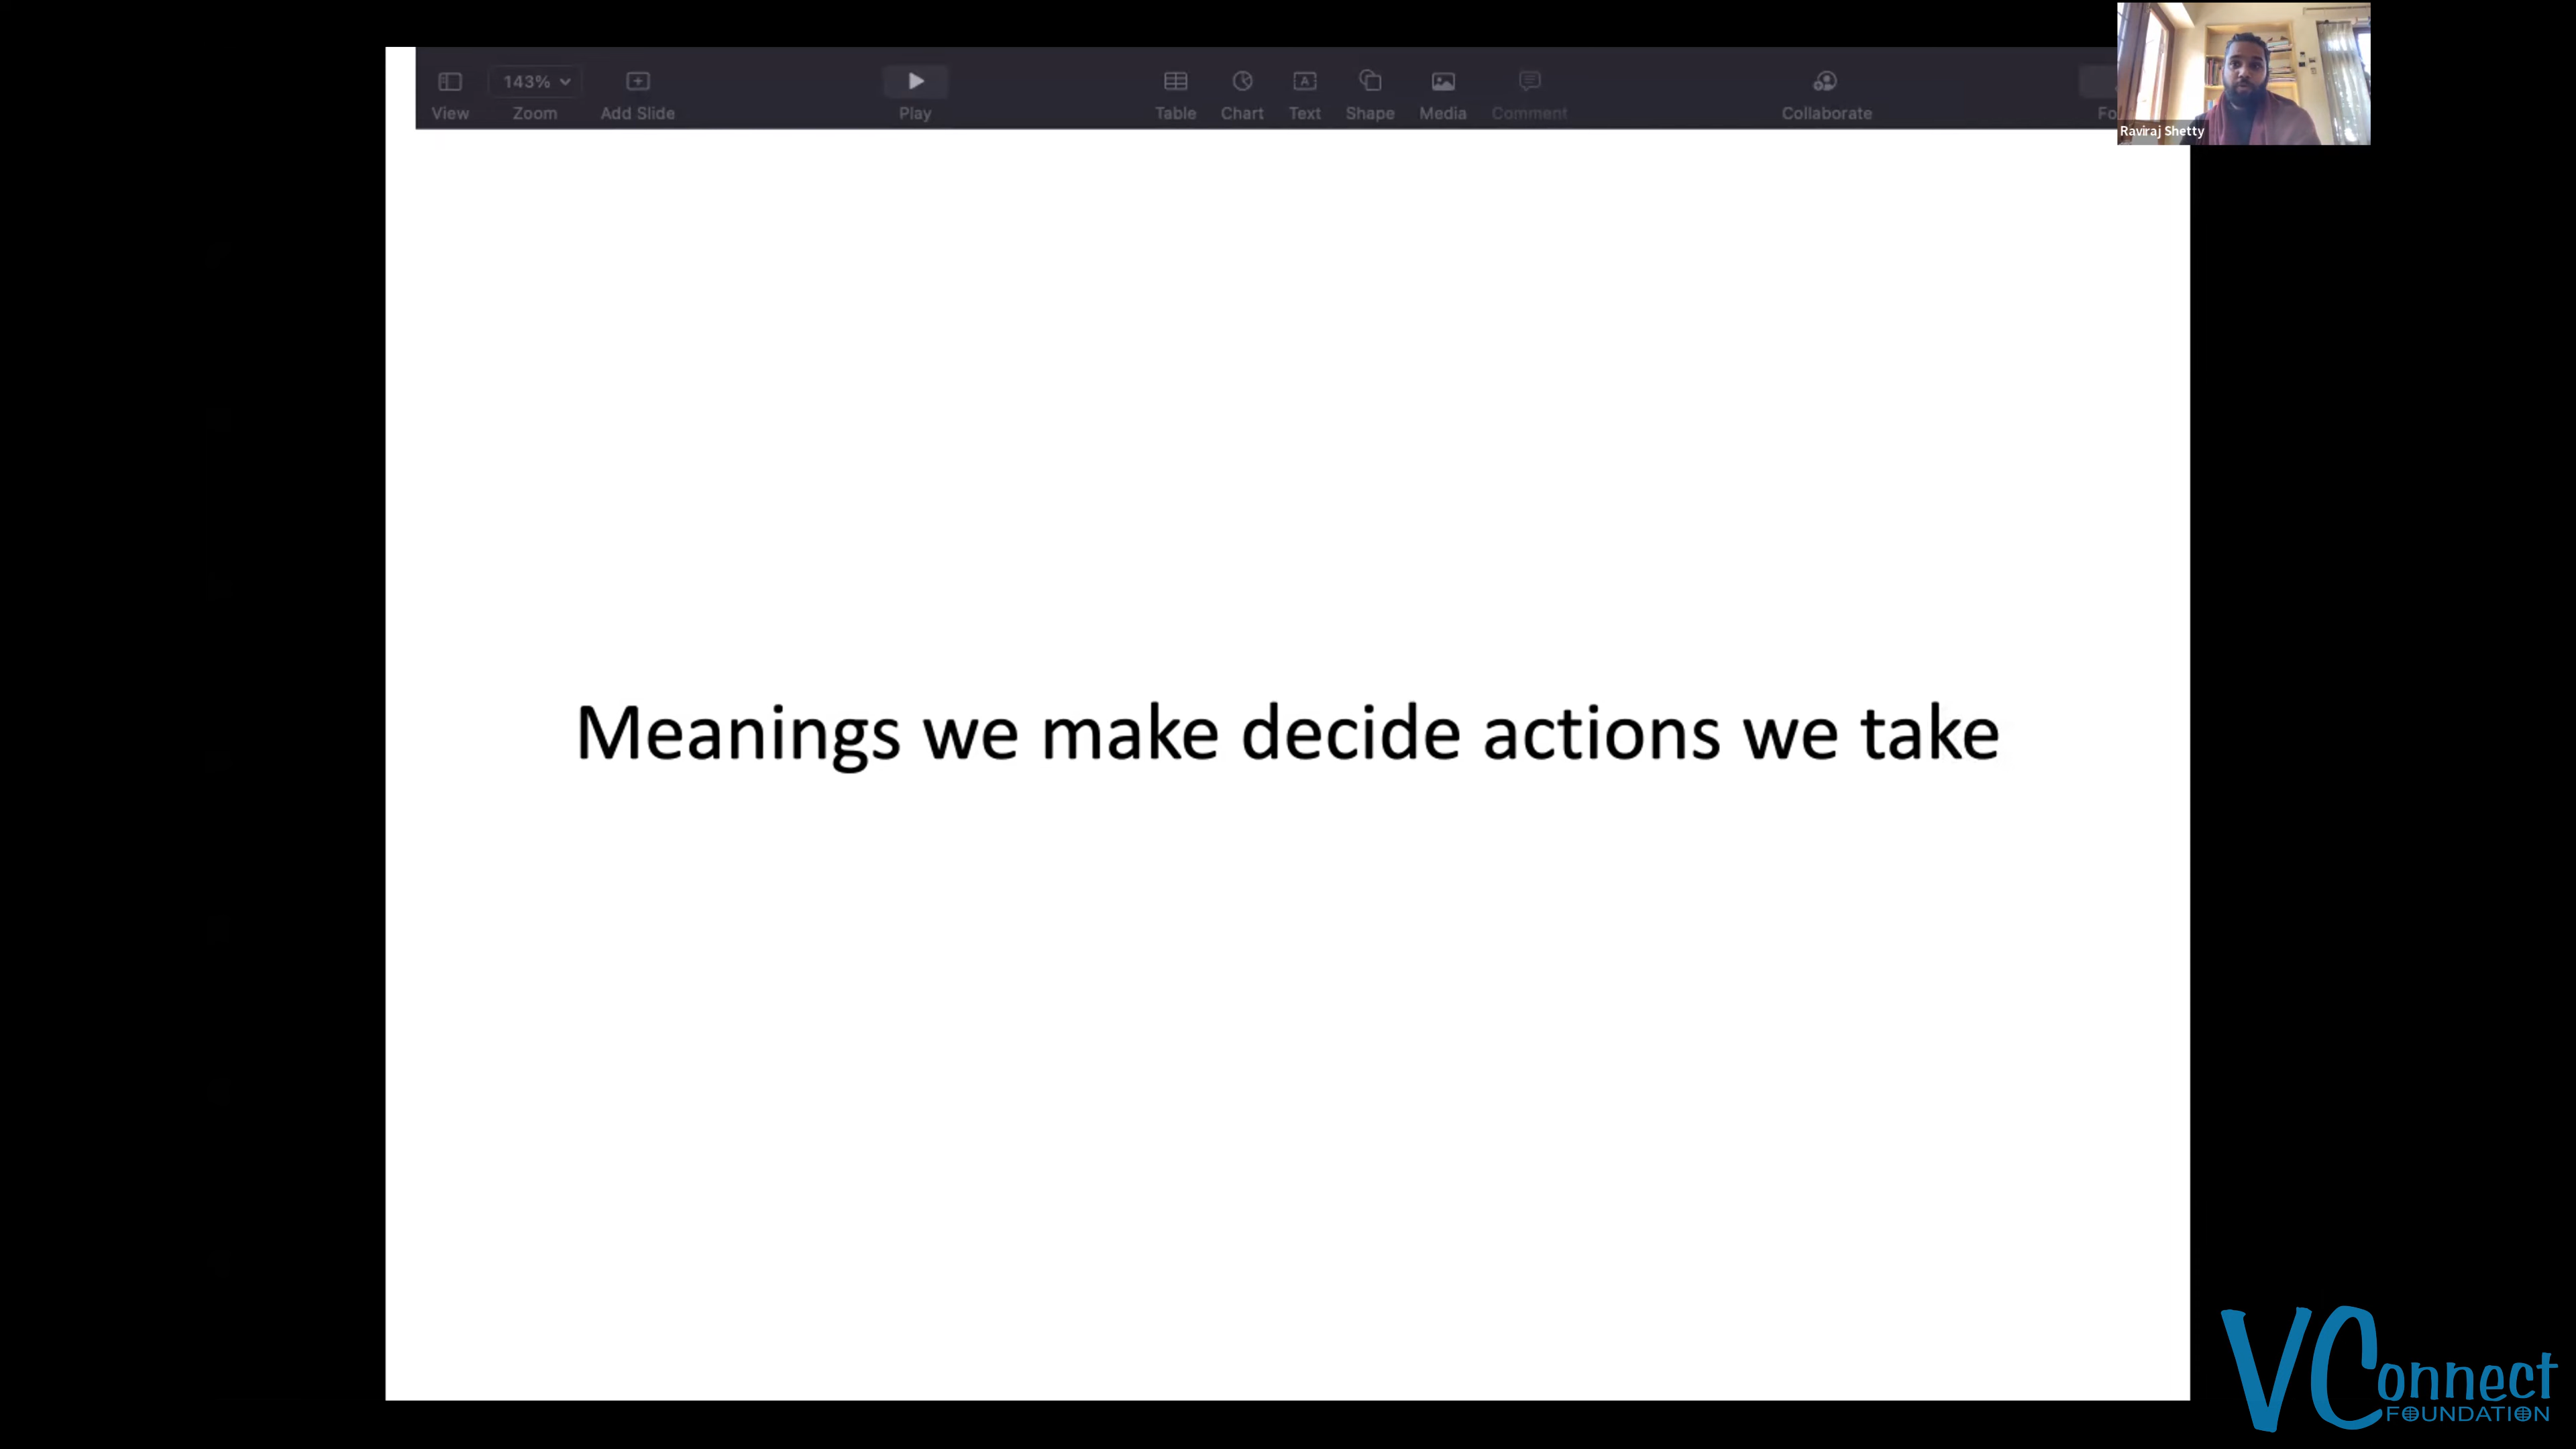 143%
View Zoom Add Slide Play Table Chart Text Shape Media Comment Collaborate
Raviraj Shetty
Meanings we make decide actions we take
VConnect
FOUNDATION